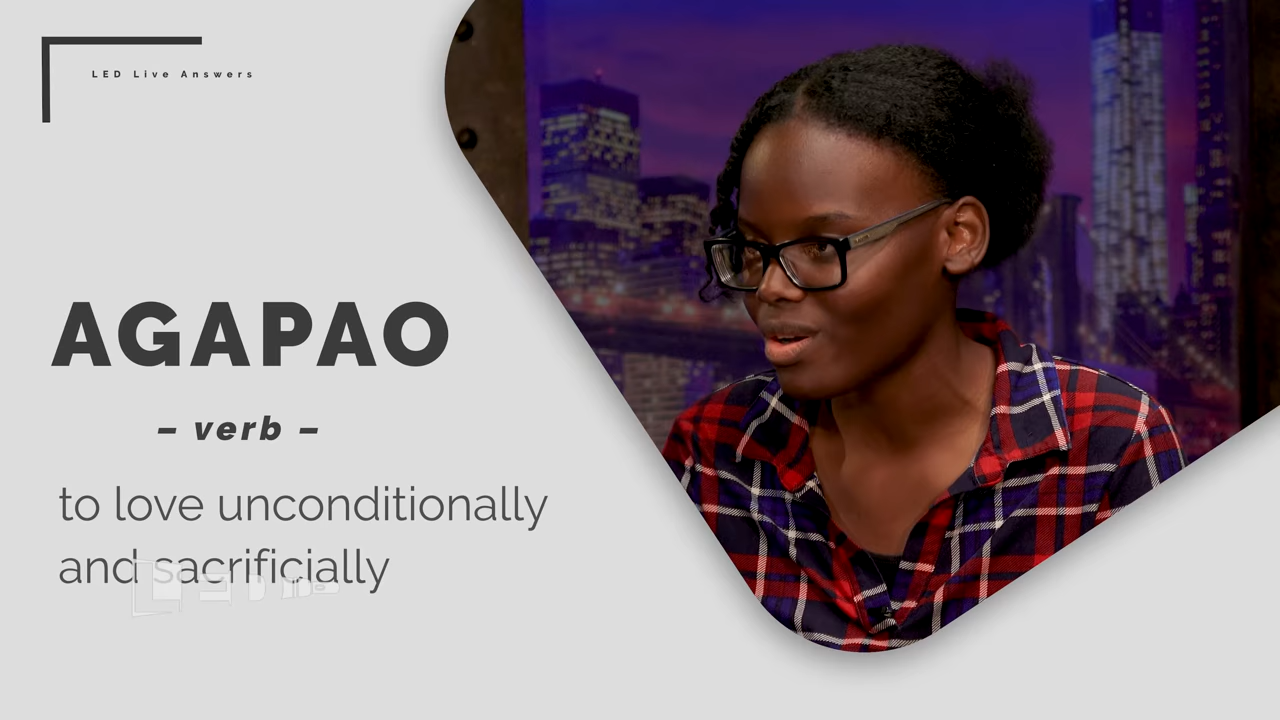 LED Live Answers
AGAPAO
– verb –
to love unconditionally
and sacrificially